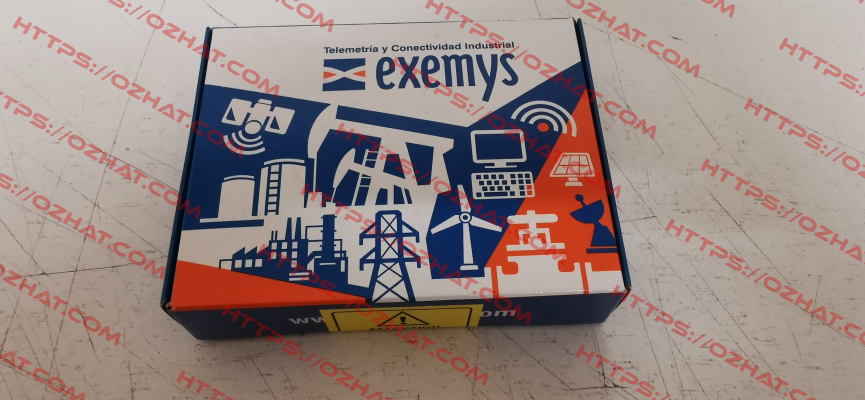 Telemetría y Conectividad Industrial
exemys
HTTPS://OZHAT.COM